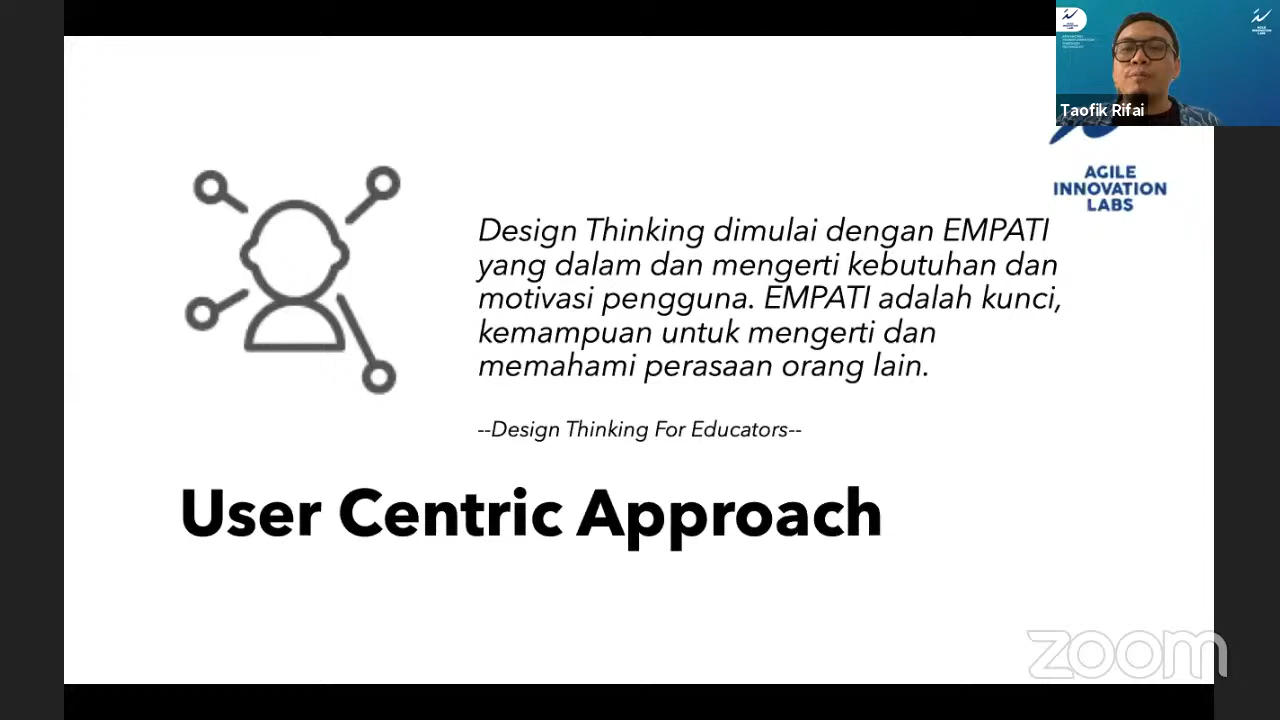 Taofik Rifai
AGILE
INNOVATION
LABS
Design Thinking dimulai dengan EMPATI
yang dalam dan mengerti kebutuhan dan
motivasi pengguna. EMPATI adalah kunci,
kemampuan untuk mengerti dan
memahami perasaan orang lain.
--Design Thinking For Educators--
User Centric Approach
zoom